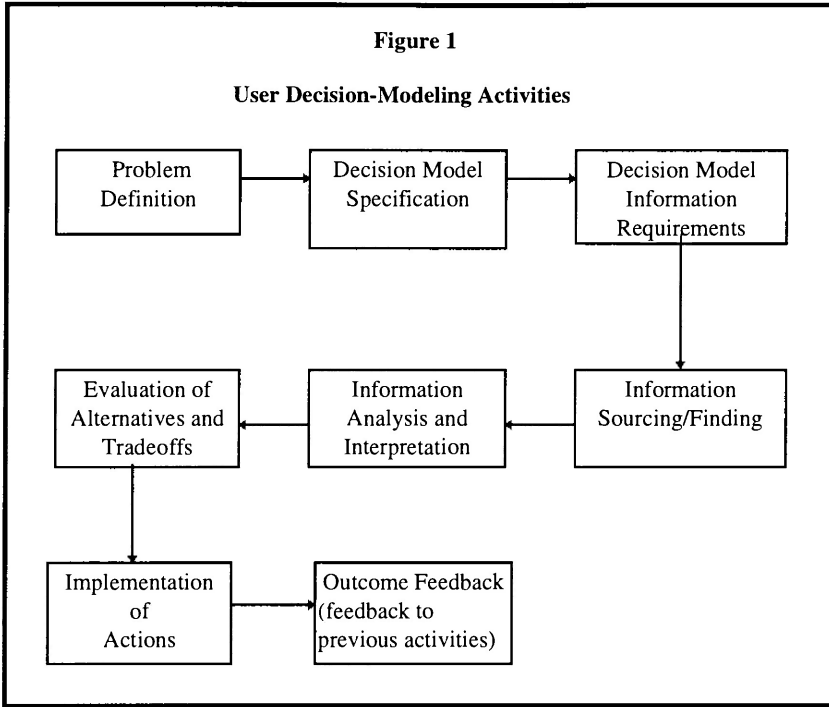 Figure 1
User Decision-Modeling Activities
Problem
Definition
Decision Model
Specification
Decision Model
Information
Requirements
Evaluation of
Alternatives and
Tradeoffs
Information
Analysis and
Interpretation
Information
Sourcing/Finding
Implementation
of
Actions
Outcome Feedback
(feedback to
previous activities)